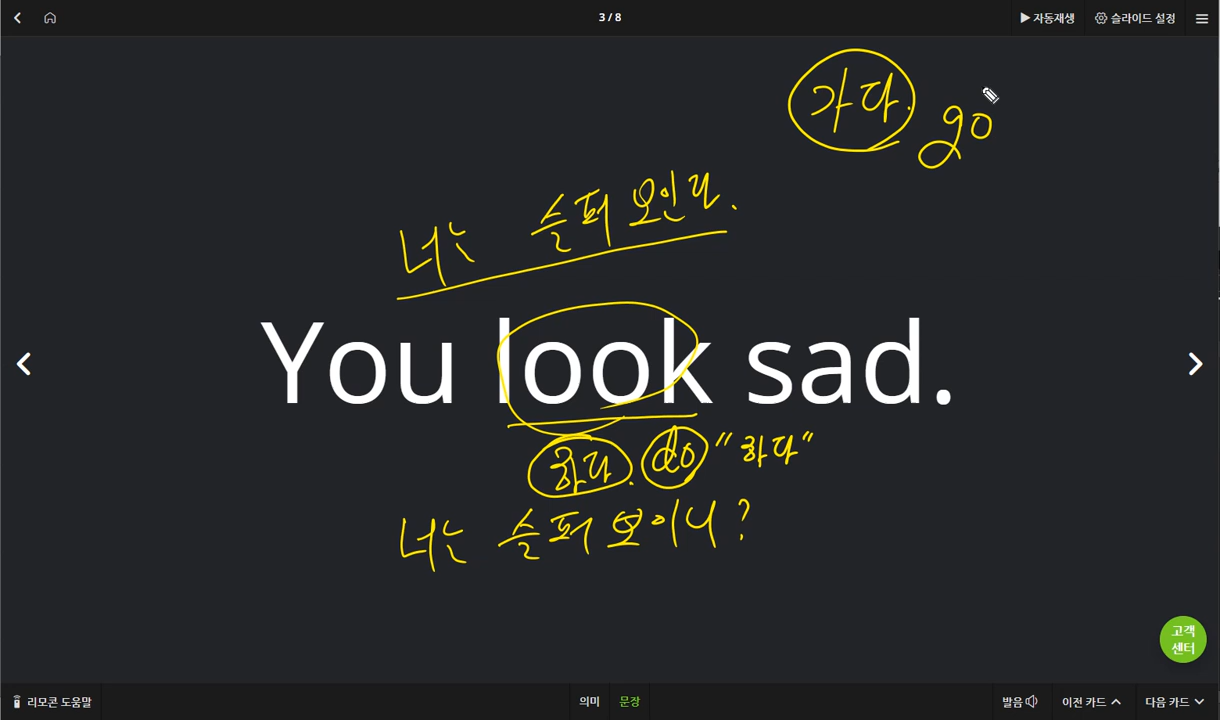 3 / 8
자동재생
슬라이드 설정
가다.
go
너는 슬퍼 보인다.
You look sad.
하다. do "하다"
너는 슬퍼 보이니?
고객
센터
리모콘 도움말
의미
문장
발음
이전 카드
다음 카드